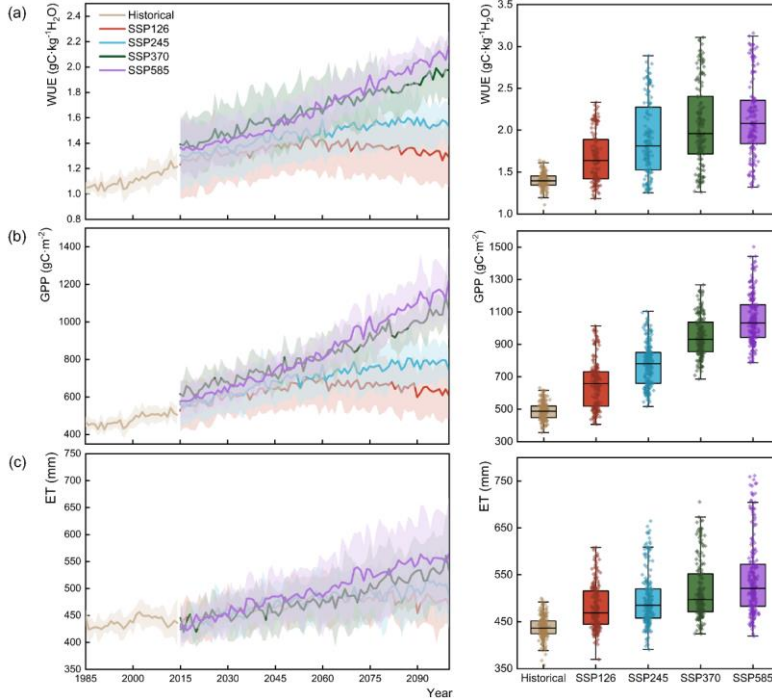 (a)
Historical
SSP126
SSP245
SSP370
SSP585
WUE (gC·kg⁻¹H₂O)
2.4
2.2
2.0
1.8
1.6
1.4
1.2
1.0
0.8
WUE (gC·kg⁻¹H₂O)
3.5
3.0
2.5
2.0
1.5
1.0
(b)
GPP (gC·m⁻²)
1400
1200
1000
800
600
400
GPP (gC·m⁻²)
1500
1300
1100
900
700
500
300
(c)
ET (mm)
750
700
650
600
550
500
450
400
350
1985 2000 2015 2030 2045 2060 2075 2090
Year
ET (mm)
750
650
550
450
350
Historical SSP126 SSP245 SSP370 SSP585